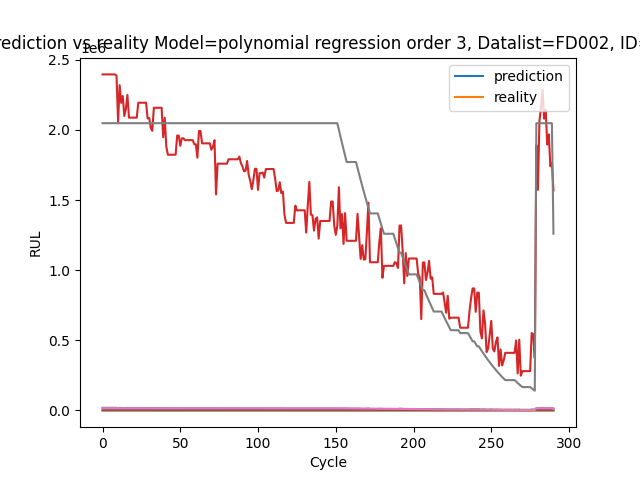 rediction vs reality Model=polynomial regression order 3, Datalist=FD002, ID=
1e6
2.5
2.0
1.5
1.0
0.5
0.0
RUL
prediction
reality
0 50 100 150 200 250 300
Cycle